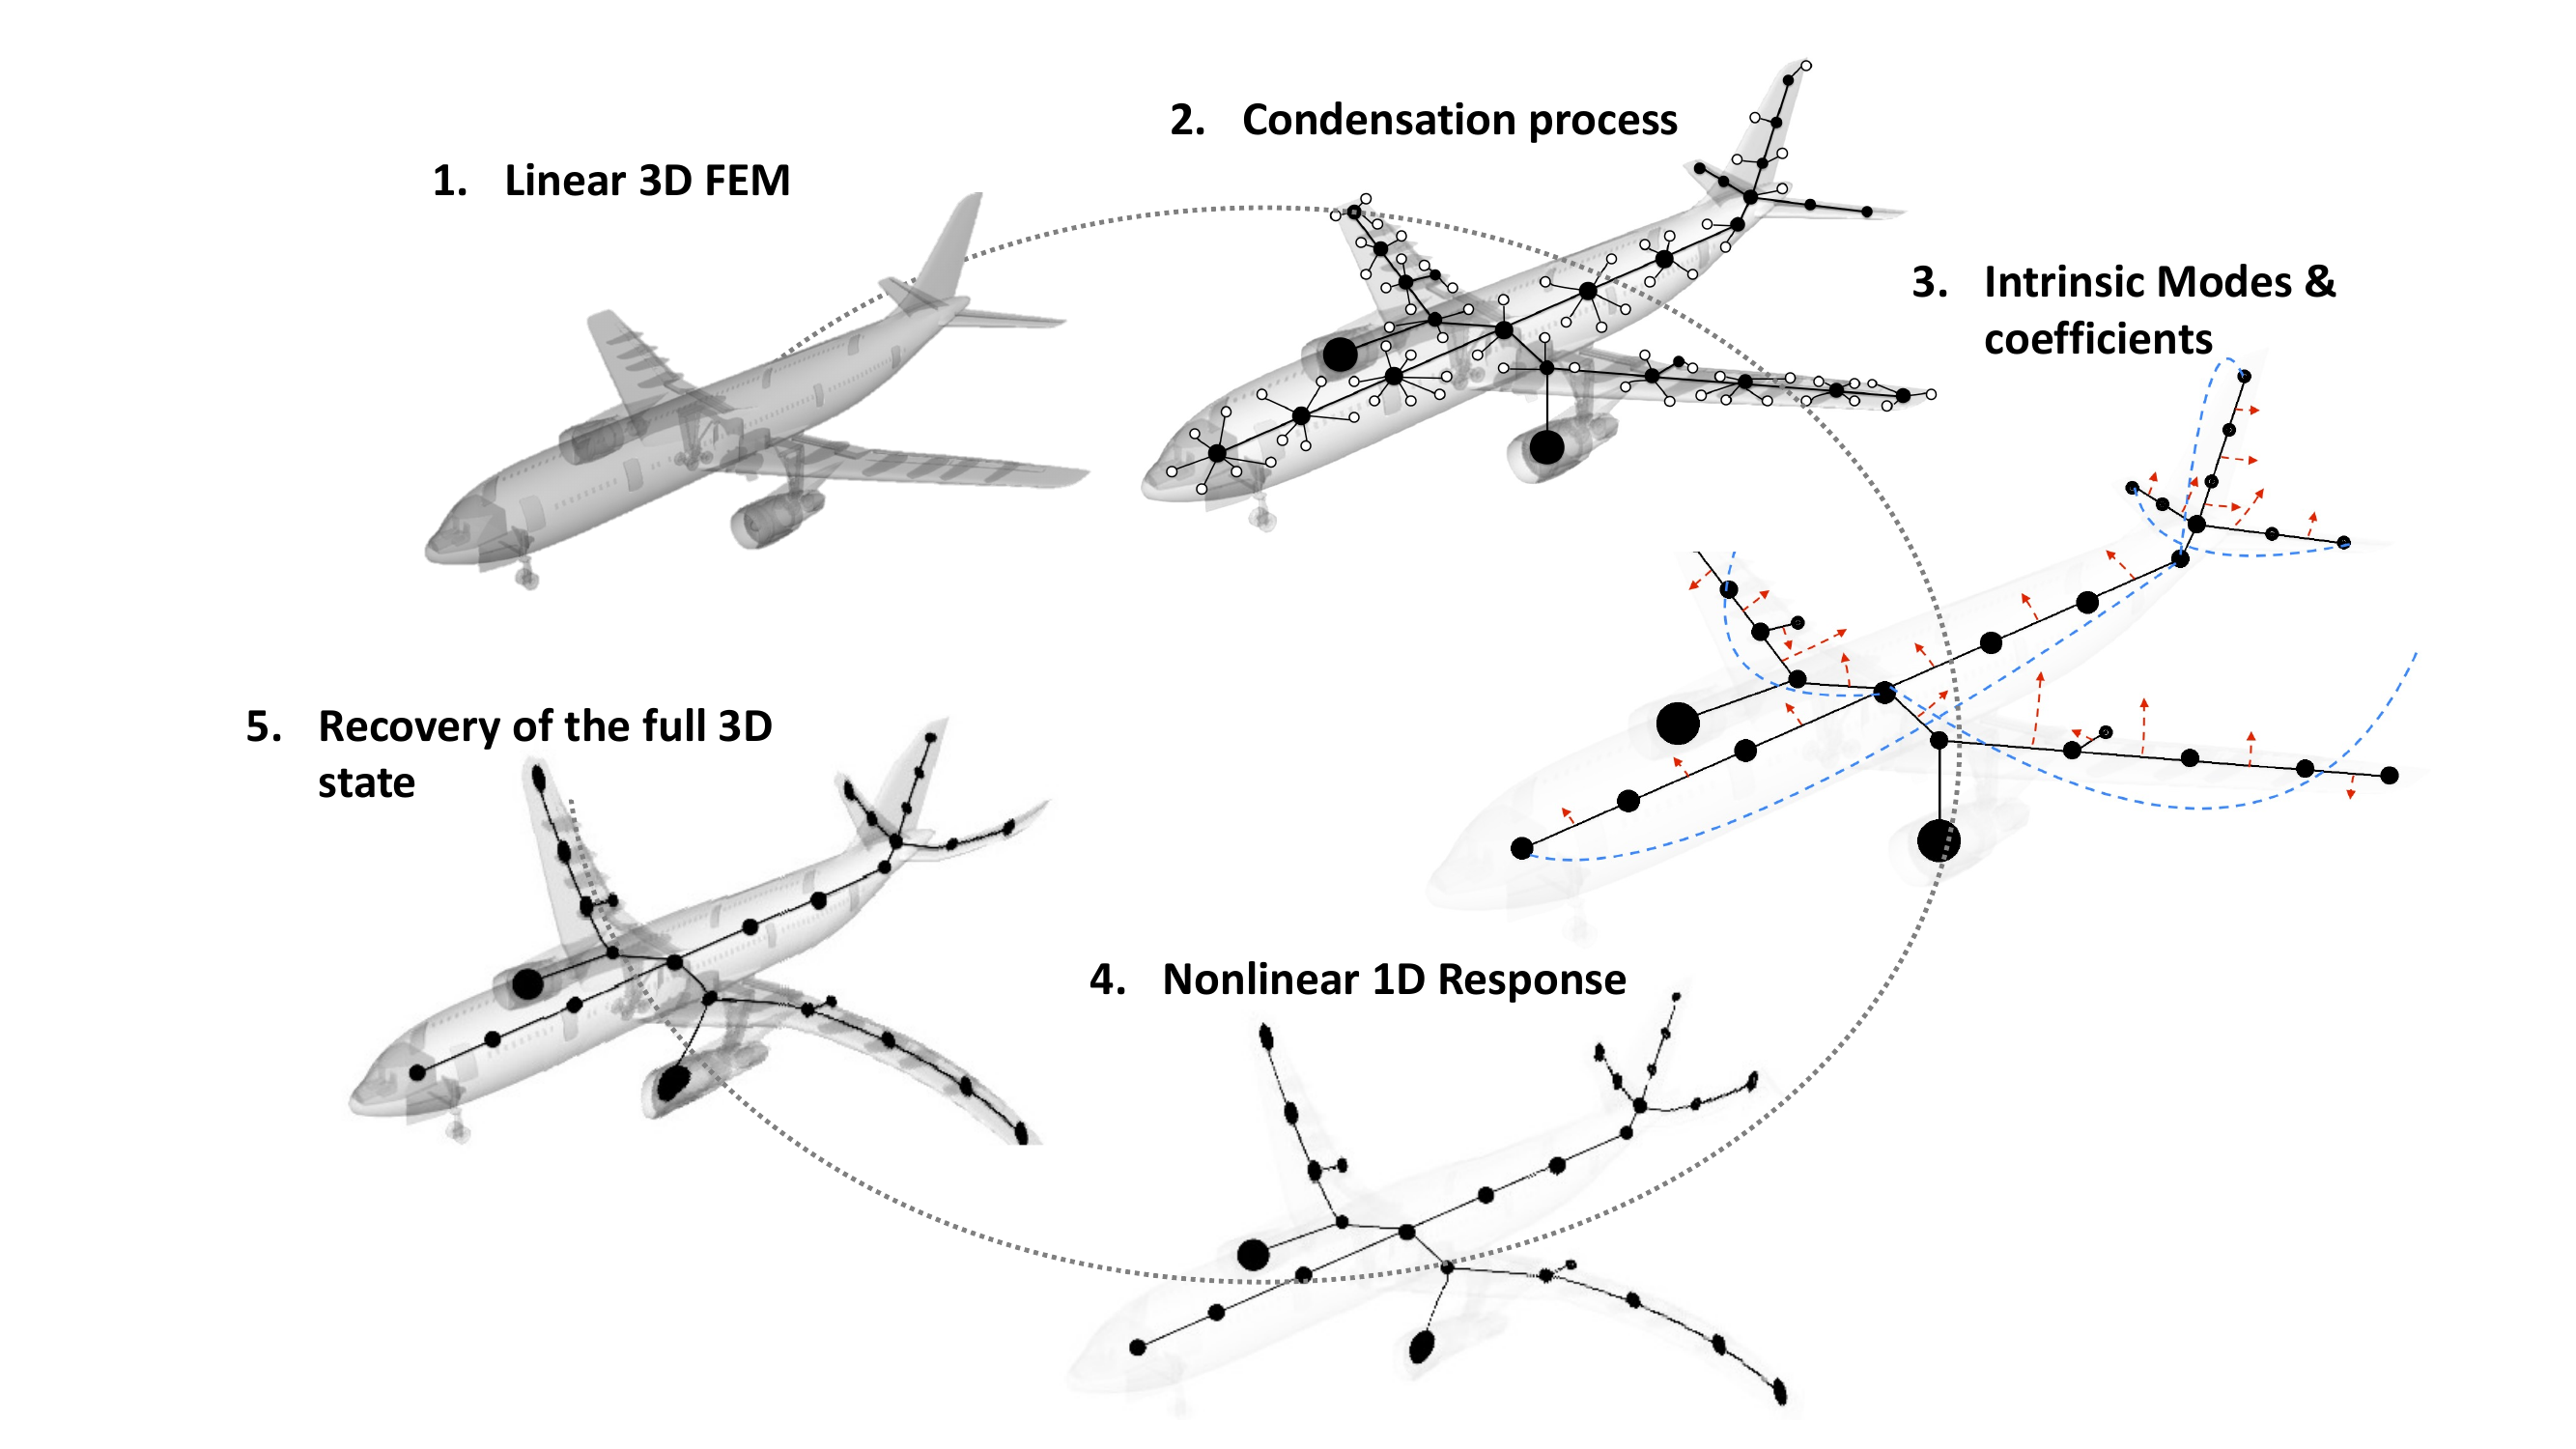 1. Linear 3D FEM
2. Condensation process
3. Intrinsic Modes &
coefficients
4. Nonlinear 1D Response
5. Recovery of the full 3D
state